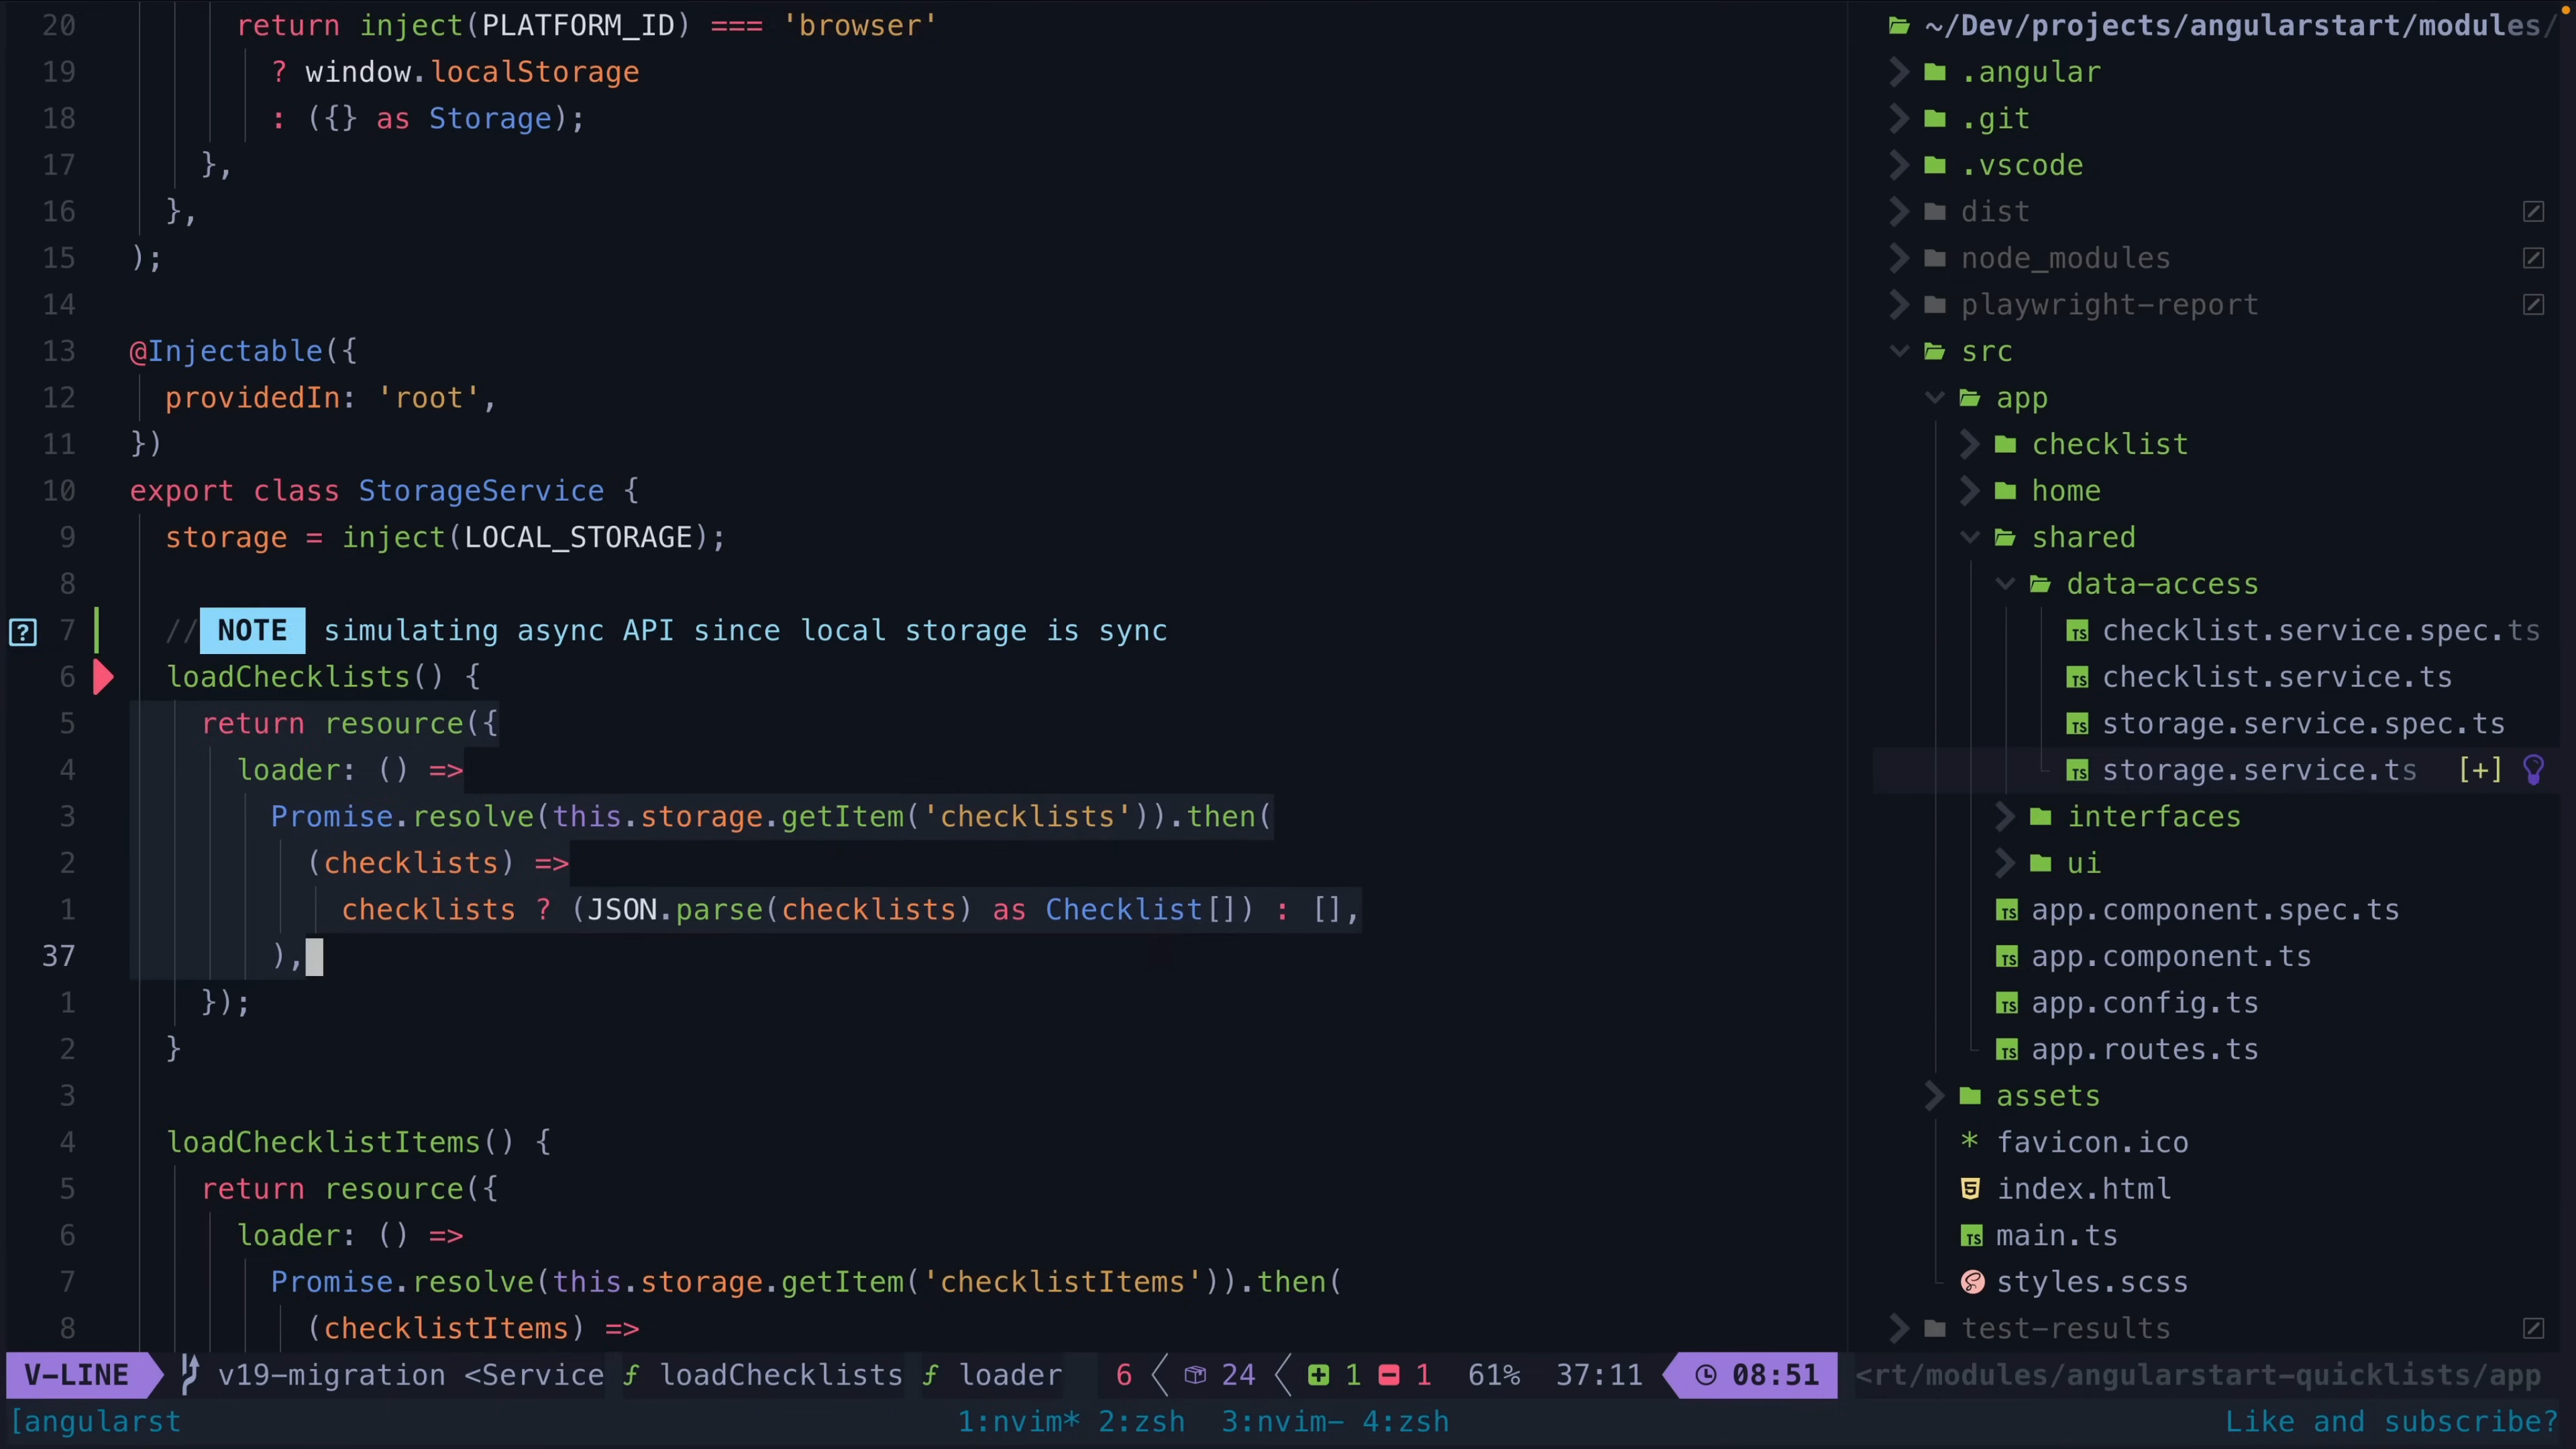 20 return inject(PLATFORM_ID) === 'browser'
19 ? window.localStorage
18 : ({} as Storage);
17 },
16 },
15 );
14
13 @Injectable({
12 providedIn: 'root',
11 })
10 export class StorageService {
9 storage = inject(LOCAL_STORAGE);
8
7 // NOTE simulating async API since local storage is sync
6 loadChecklists() {
5 return resource({
4 loader: () =>
3 Promise.resolve(this.storage.getItem('checklists')).then(
2 (checklists) =>
1 checklists ? (JSON.parse(checklists) as Checklist[]) : [],
37 ),
1 });
2 }
3
4 loadChecklistItems() {
5 return resource({
6 loader: () =>
7 Promise.resolve(this.storage.getItem('checklistItems')).then(
8 (checklistItems) =>
~/Dev/projects/angularstart/modules/
.angular
.git
.vscode
dist
node_modules
playwright-report
src
app
checklist
home
shared
data-access
checklist.service.spec.ts
checklist.service.ts
storage.service.spec.ts
storage.service.ts [+]
interfaces
ui
app.component.spec.ts
app.component.ts
app.config.ts
app.routes.ts
assets
favicon.ico
index.html
main.ts
styles.scss
test-results
V-LINE v19-migration <Service f loadChecklists f loader 6 24 1 1 61% 37:11 08:51 <rt/modules/angularstart-quicklists/app
[angularst 1:nvim* 2:zsh 3:nvim- 4:zsh Like and subscribe?